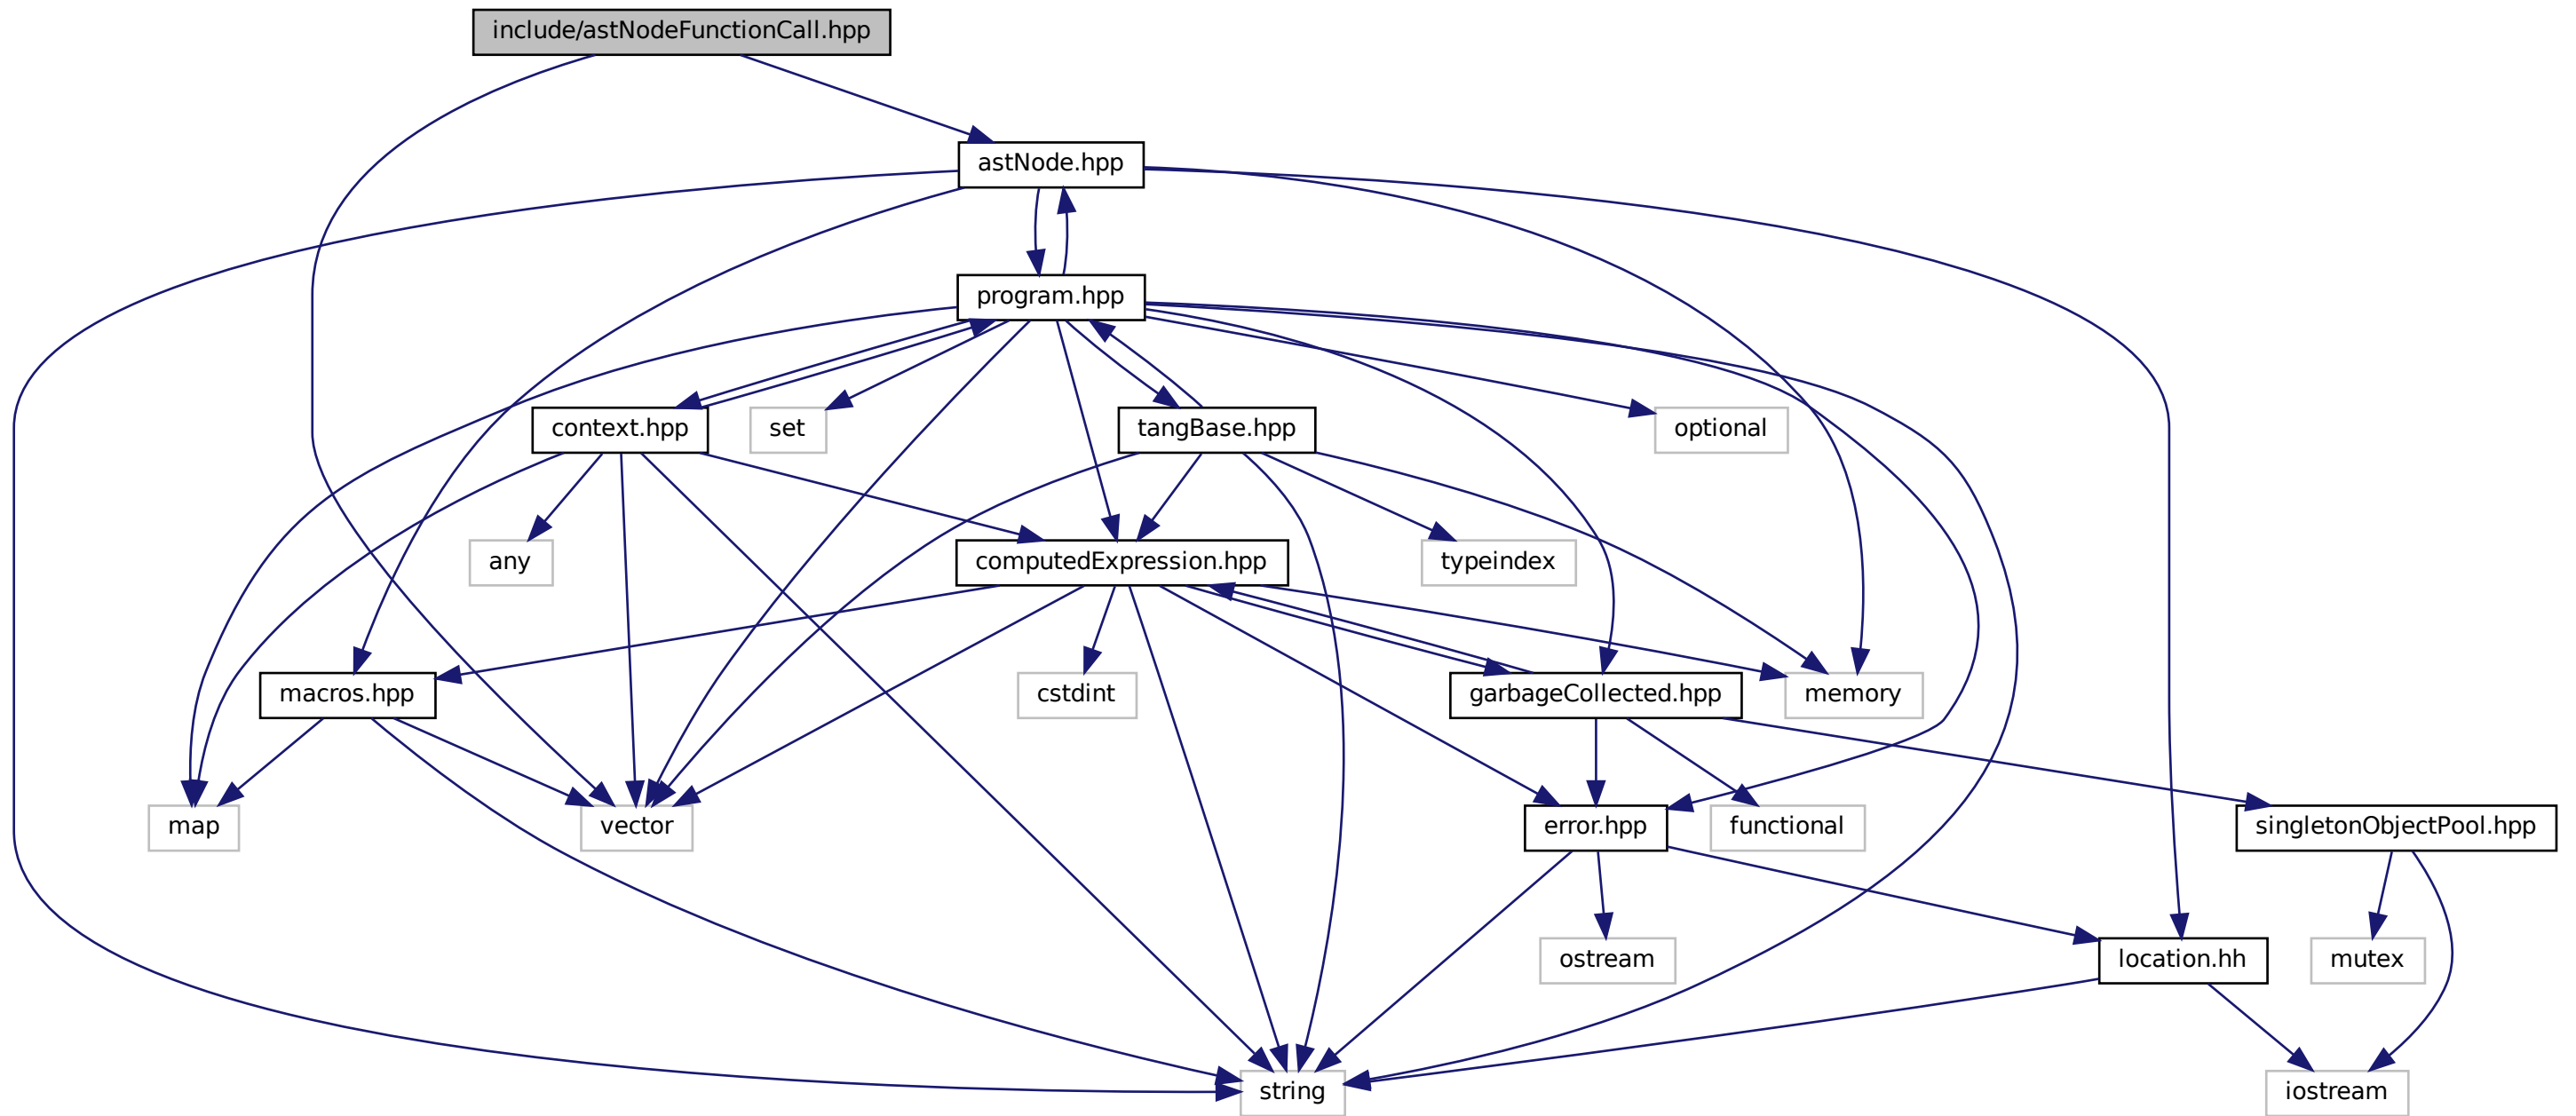 include/astNodeFunctionCall.hpp
astNode.hpp
program.hpp
context.hpp
set
tangBase.hpp
optional
any
computedExpression.hpp
typeindex
macros.hpp
cstdint
garbageCollected.hpp
memory
map
vector
error.hpp
functional
singletonObjectPool.hpp
ostream
location.hh
mutex
string
iostream